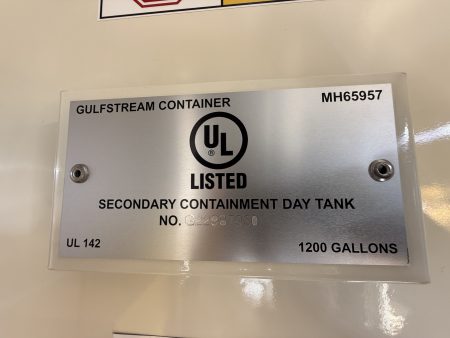 GULFSTREAM CONTAINER MH65957
UL
®
LISTED
SECONDARY CONTAINMENT DAY TANK
NO.
UL 142 1200 GALLONS